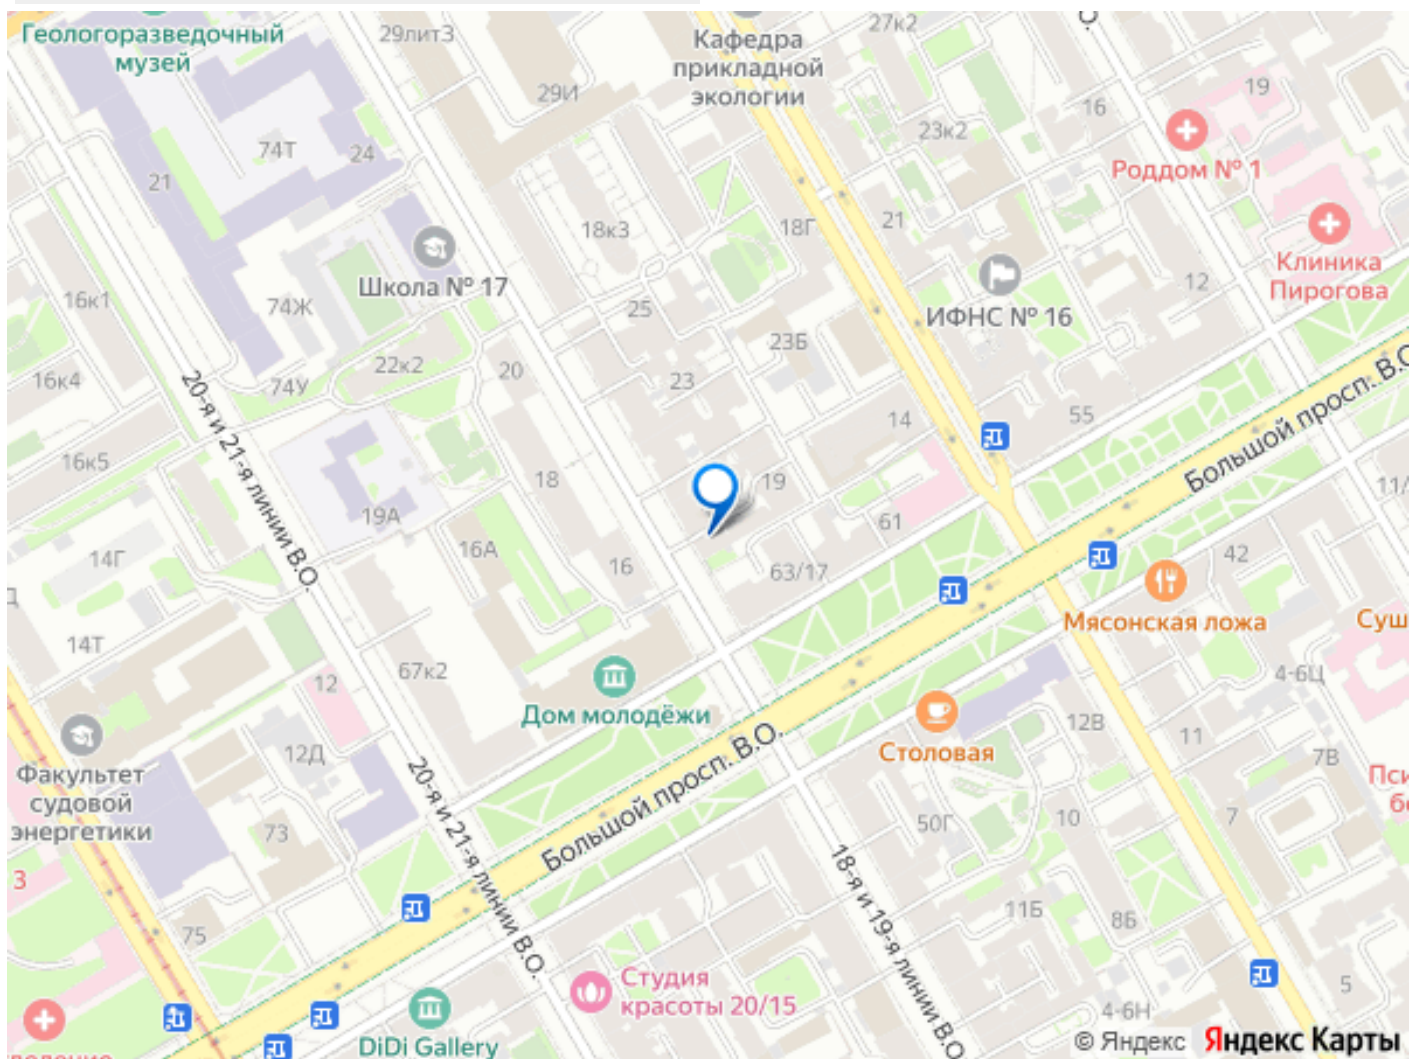 Геологоразведочный
музей
29литЗ
Кафедра
прикладной
экологии
27к2
О.
29И
19
16
23к2
Роддом № 1
74Т
24
21
18к3
18Г
21
Клиника
Пирогова
Школа № 17
ИФНС № 16
12
16к1
74Ж
25
23Б
22к2
20
23
16к4
74У
14
55
Большой просп. В.О.
20-я и 21-я линии В.О.
16к5
18
19
11/
19А
61
14Г
16А
16
63/17
42
Мясонская ложа
Суш
14Т
67к2
12
4-6Ц
Дом молодёжи
12В
11
Столовая
7В
12Д
Факультет
судовой
энергетики
20-я и 21-я линии В.О.
Большой просп. В.О.
Пси
б
73
50Г
10
7
18-я и 19-я линии В.О.
3
11Б
8Б
75
Студия
красоты 20/15
5
4-6Н
DiDi Gallery
© Яндекс Яндекс Карты